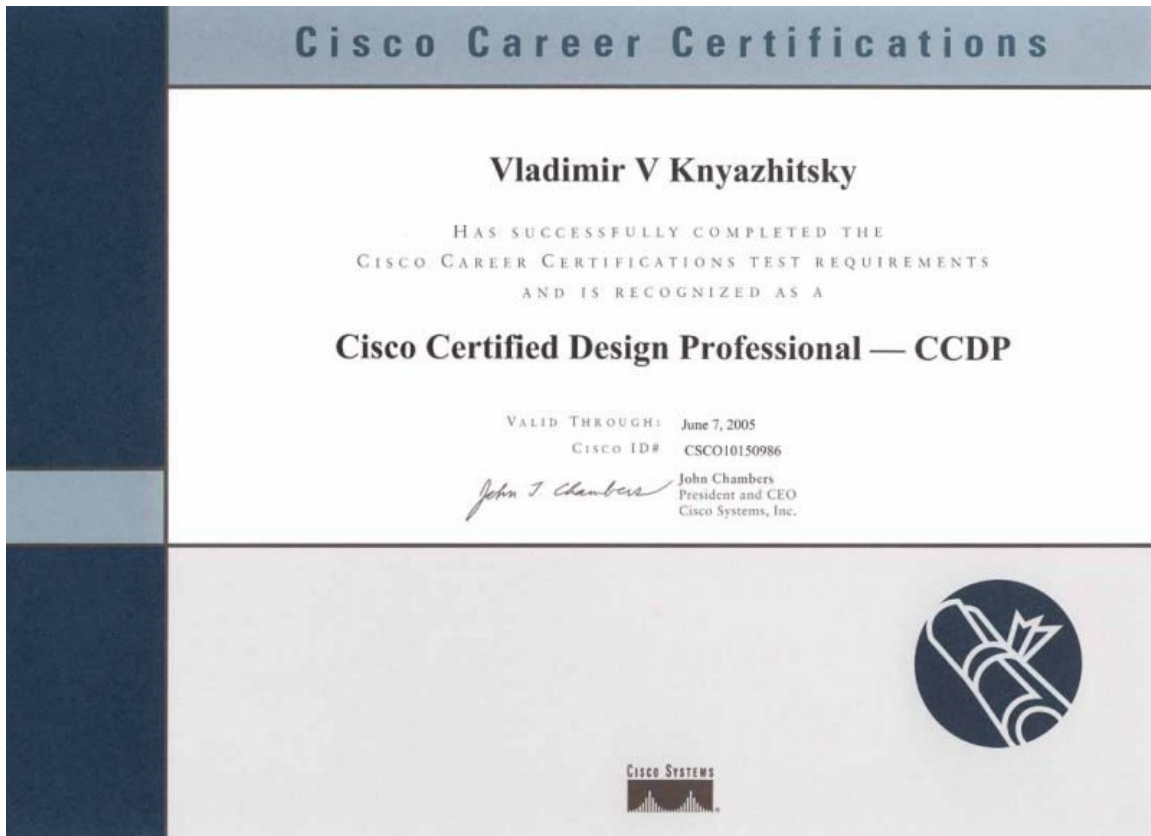 Cisco Career Certifications
Vladimir V Knyazhitsky
HAS SUCCESSFULLY COMPLETED THE
CISCO CAREER CERTIFICATIONS TEST REQUIREMENTS
AND IS RECOGNIZED AS A
Cisco Certified Design Professional — CCDP
VALID THROUGH: June 7, 2005
CISCO ID# CSCO10150986
John T. Chambers
John Chambers
President and CEO
Cisco Systems, Inc.
CISCO SYSTEMS